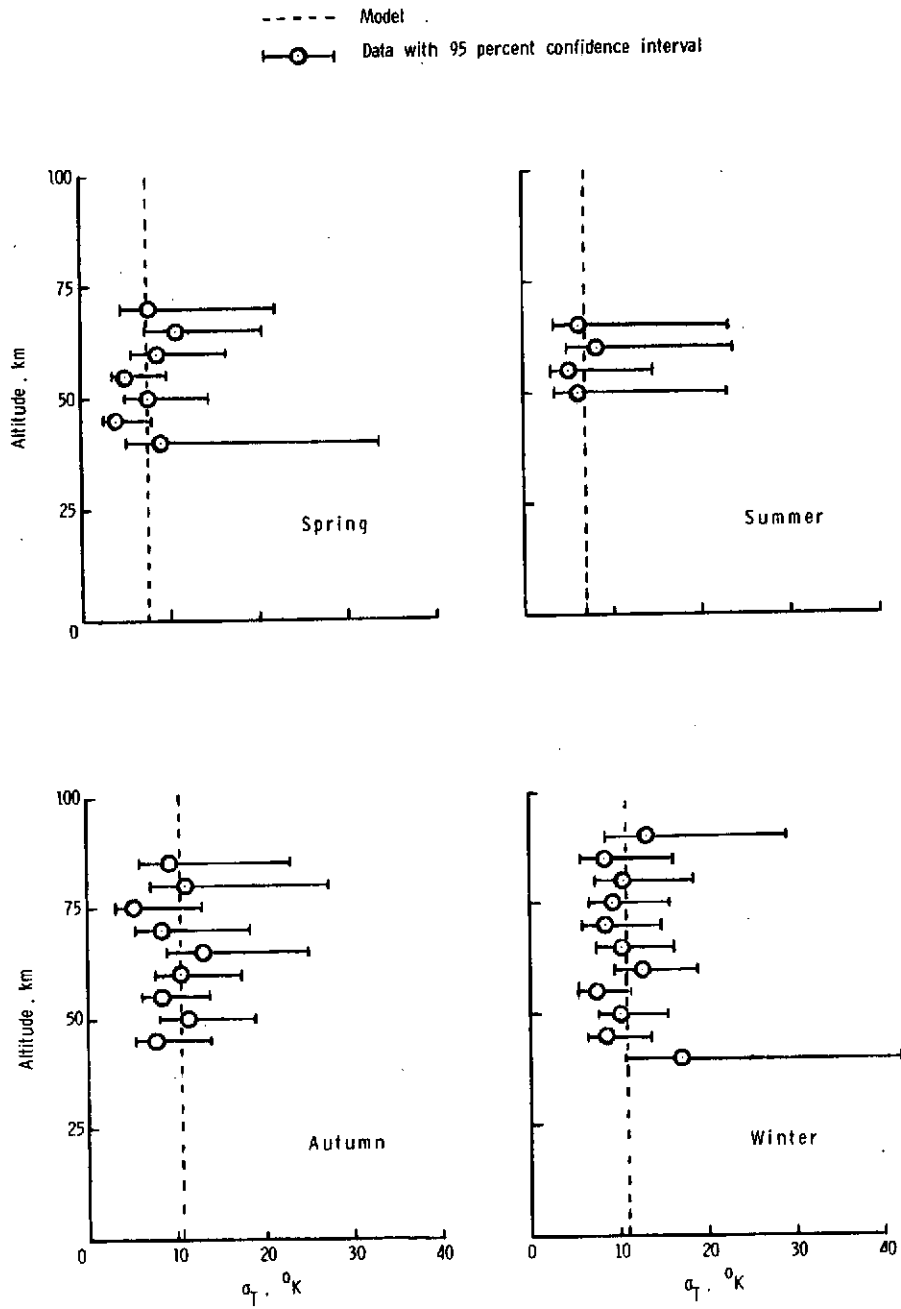 Model
Data with 95 percent confidence interval
100
75
50
25
0
Altitude, km
Spring
Summer
100
75
50
25
Altitude, km
Autumn
Winter
0 10 20 30 40
0 10 20 30 40
σT, °K
σT, °K